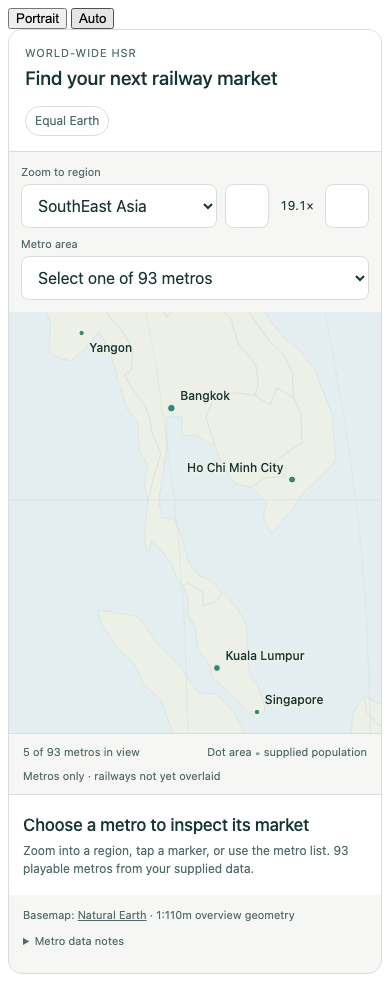 Portrait Auto
WORLD-WIDE HSR
Find your next railway market
Equal Earth
Zoom to region
SouthEast Asia 19.1×
Metro area
Select one of 93 metros
Yangon
Bangkok
Ho Chi Minh City
Kuala Lumpur
Singapore
5 of 93 metros in view Dot area = supplied population
Metros only · railways not yet overlaid
Choose a metro to inspect its market
Zoom into a region, tap a marker, or use the metro list. 93
playable metros from your supplied data.
Basemap: Natural Earth · 1:110m overview geometry
Metro data notes